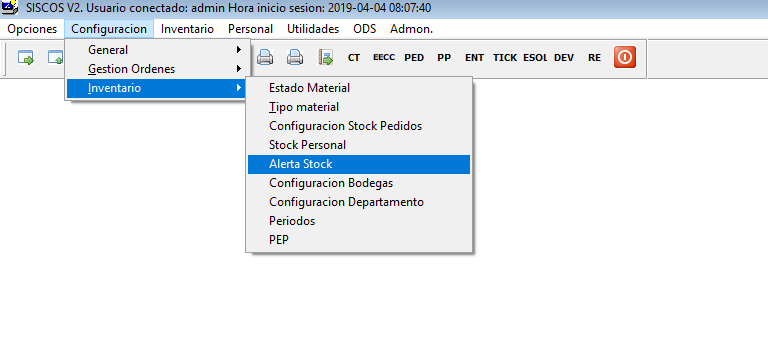 SISCOS V2. Usuario conectado: admin Hora inicio sesion: 2019-04-04 08:07:40
Opciones Configuracion Inventario Personal Utilidades ODS Admon.
CT EECC PED PP ENT TICK ESOL DEV RE
General
Gestion Ordenes
Inventario
Estado Material
Tipo material
Configuracion Stock Pedidos
Stock Personal
Alerta Stock
Configuracion Bodegas
Configuracion Departamento
Periodos
PEP